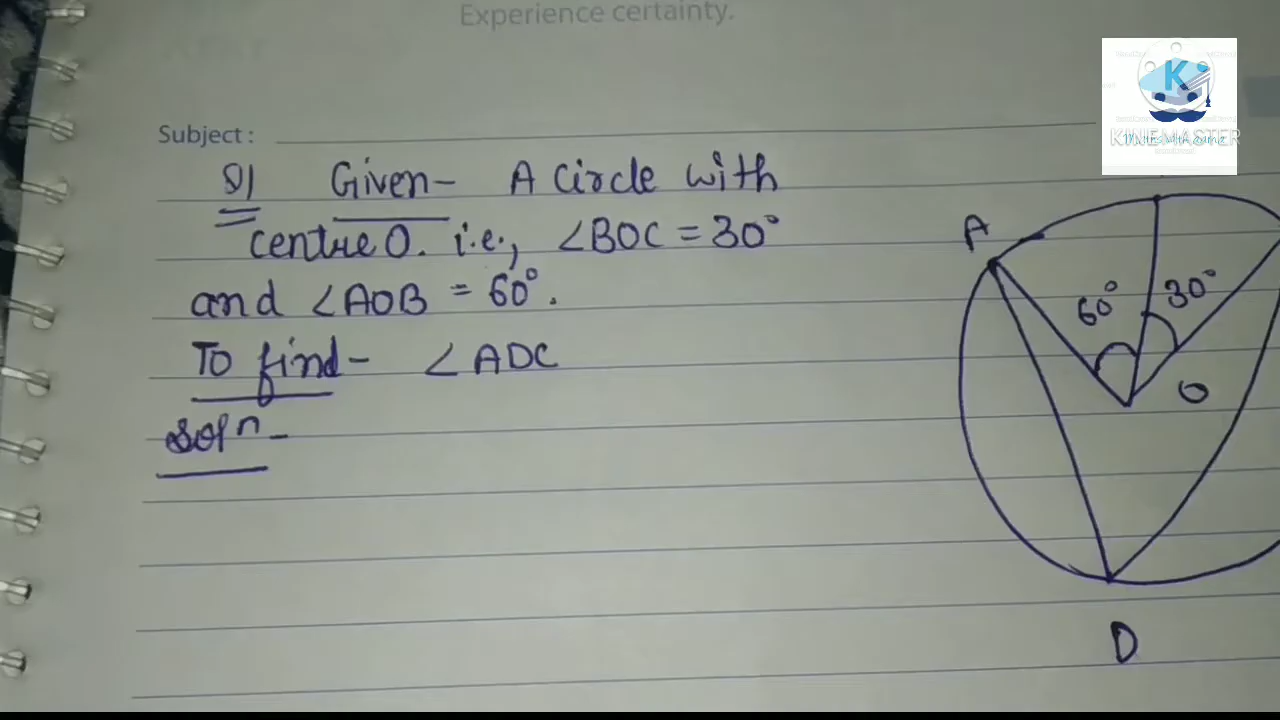 Experience certainty.
Subject :
Q1 Given- A circle with
centre O. i.e., ∠BOC = 30°
and ∠AOB = 60°.
To find- ∠ADC
Soln-
A
60°
30°
O
D
K
KINEMASTER